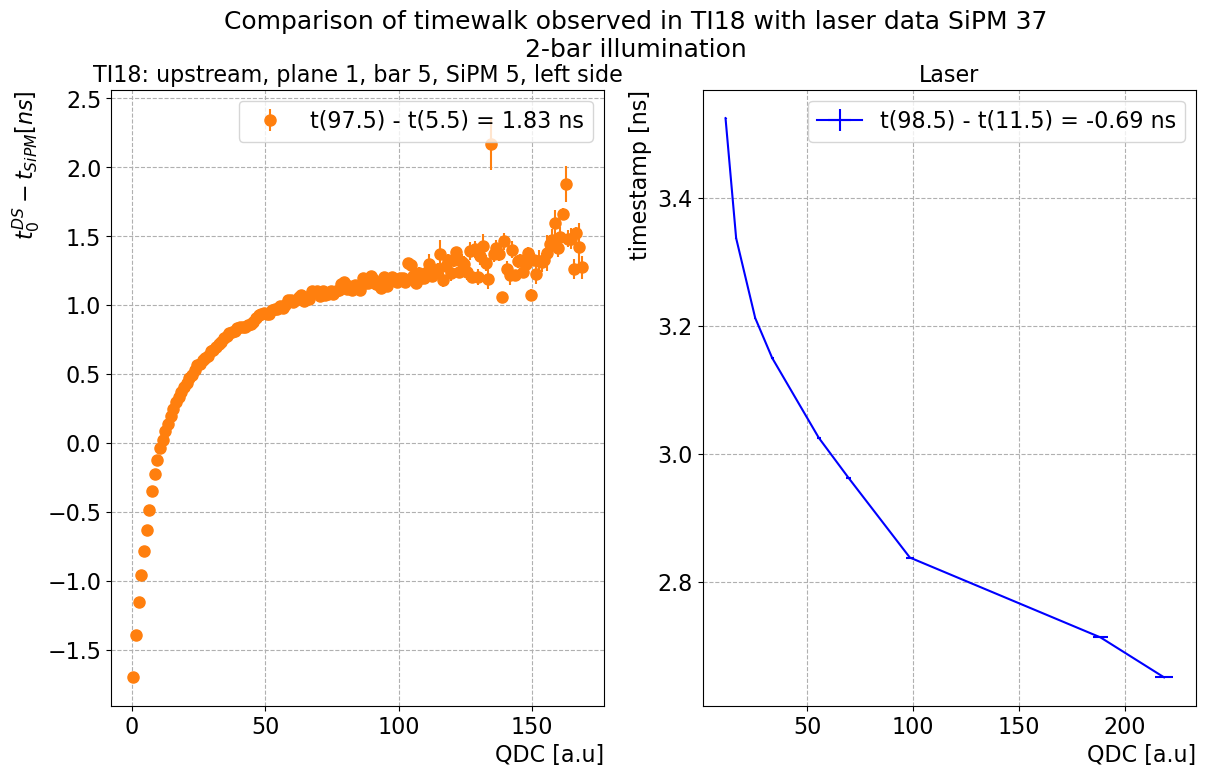 Comparison of timewalk observed in TI18 with laser data SiPM 37
2-bar illumination
TI18: upstream, plane 1, bar 5, SiPM 5, left side
t(97.5) - t(5.5) = 1.83 ns
t_0^{DS} − t_{SiPM}[ns]
2.5
2.0
1.5
1.0
0.5
0.0
−0.5
−1.0
−1.5
0 50 100 150
QDC [a.u]
Laser
t(98.5) - t(11.5) = -0.69 ns
timestamp [ns]
3.4
3.2
3.0
2.8
50 100 150 200
QDC [a.u]